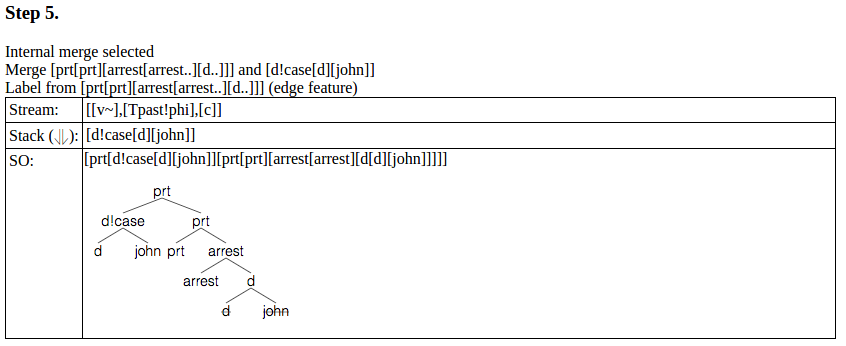 Step 5.
Internal merge selected
Merge [prt[prt][arrest[arrest..][d..]]] and [d!case[d][john]]
Label from [prt[prt][arrest[arrest..][d..]]] (edge feature)
Stream: [[v~],[Tpast!phi],[c]]
Stack (⇓): [d!case[d][john]]
SO: [prt[d!case[d][john]][prt[prt][arrest[arrest][d[d][john]]]]]
prt
d!case prt
d john prt arrest
arrest d
d john